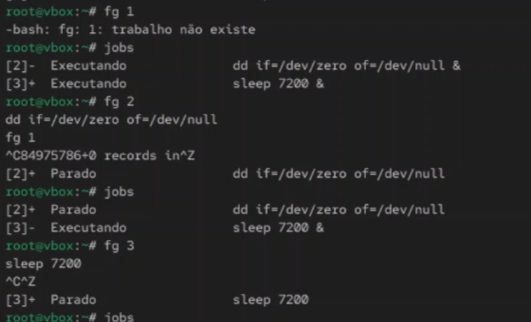 root@vbox:~# fg 1
-bash: fg: 1: trabalho não existe
root@vbox:~# jobs
[2]-  Executando              dd if=/dev/zero of=/dev/null &
[3]+  Executando              sleep 7200 &
root@vbox:~# fg 2
dd if=/dev/zero of=/dev/null
fg 1
^C84975786+0 records in^Z
[2]+  Parado                  dd if=/dev/zero of=/dev/null
root@vbox:~# jobs
[2]+  Parado                  dd if=/dev/zero of=/dev/null
[3]-  Executando              sleep 7200 &
root@vbox:~# fg 3
sleep 7200
^C^Z
[3]+  Parado                  sleep 7200
root@vbox:~# jobs